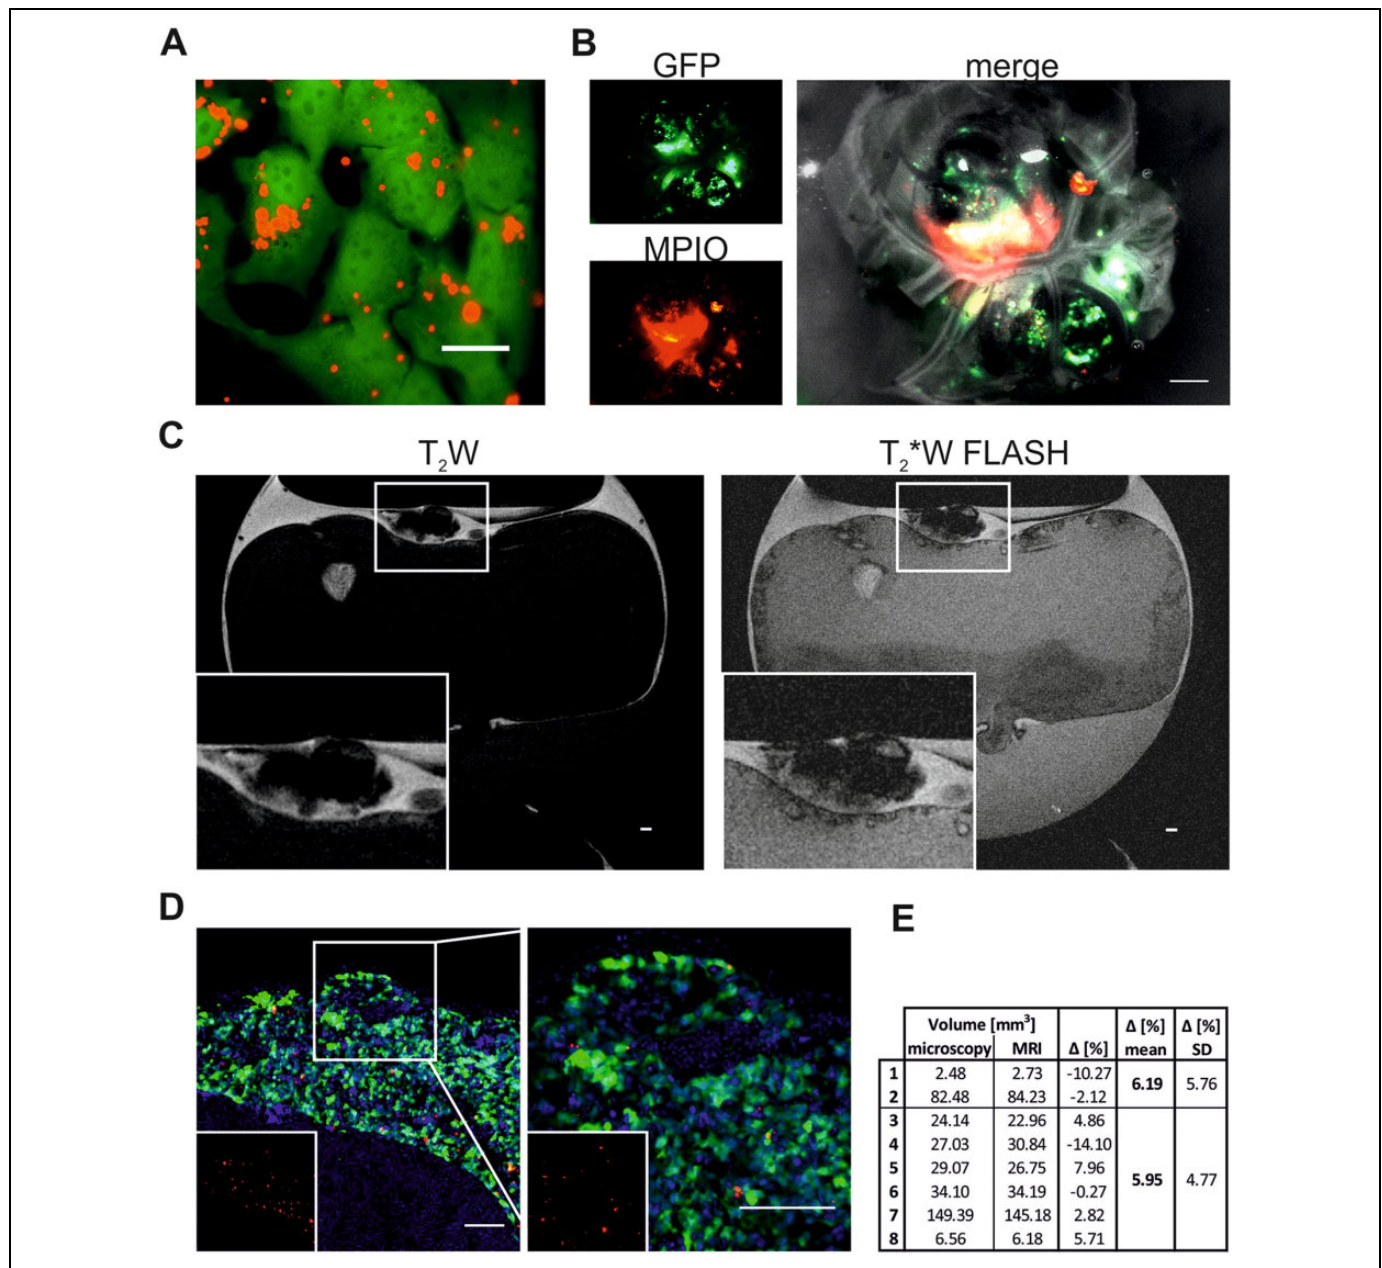 A
B
GFP
merge
MPIO
C
T₂W
T₂*W FLASH
D
E
Volume [mm³] Δ [%] Δ [%]
microscopy MRI Δ [%] mean SD
1 2.48 2.73 -10.27 6.19 5.76
2 82.48 84.23 -2.12
3 24.14 22.96 4.86 5.95 4.77
4 27.03 30.84 -14.10
5 29.07 26.75 7.96
6 34.10 34.19 -0.27
7 149.39 145.18 2.82
8 6.56 6.18 5.71